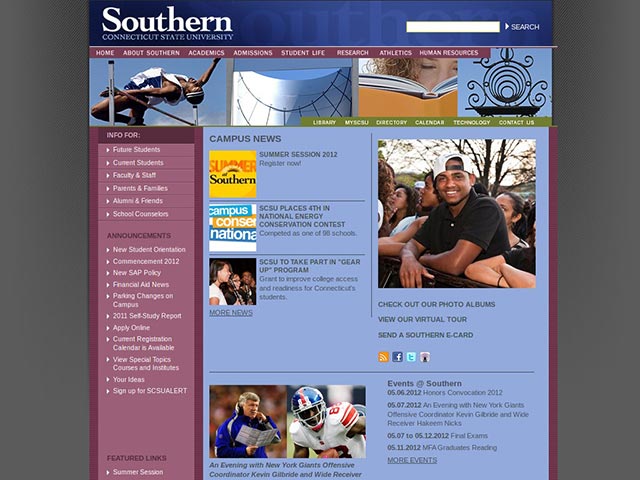 Southern
CONNECTICUT STATE UNIVERSITY
SEARCH
HOME ABOUT SOUTHERN ACADEMICS ADMISSIONS STUDENT LIFE RESEARCH ATHLETICS HUMAN RESOURCES
LIBRARY MYSCSU DIRECTORY CALENDAR TECHNOLOGY CONTACT US
INFO FOR:
Future Students
Current Students
Faculty & Staff
Parents & Families
Alumni & Friends
School Counselors
ANNOUNCEMENTS
New Student Orientation
Commencement 2012
New SAP Policy
Financial Aid News
Parking Changes on
Campus
2011 Self-Study Report
Apply Online
Current Registration
Calendar is Available
View Special Topics
Courses and Institutes
Your Ideas
Sign up for SCSUALERT
FEATURED LINKS
Summer Session
CAMPUS NEWS
SUMMER
at
Southern
SUMMER SESSION 2012
Register now!
campus
conser
nationa
SCSU PLACES 4TH IN
NATIONAL ENERGY
CONSERVATION CONTEST
Competed as one of 98 schools.
SCSU TO TAKE PART IN "GEAR
UP" PROGRAM
Grant to improve college access
and readiness for Connecticut's
students.
MORE NEWS
CHECK OUT OUR PHOTO ALBUMS
VIEW OUR VIRTUAL TOUR
SEND A SOUTHERN E-CARD
An Evening with New York Giants Offensive
Coordinator Kevin Gilbride and Wide Receiver
Events @ Southern
05.06.2012 Honors Convocation 2012
05.07.2012 An Evening with New York Giants
Offensive Coordinator Kevin Gilbride and Wide
Receiver Hakeem Nicks
05.07 to 05.12.2012 Final Exams
05.11.2012 MFA Graduates Reading
MORE EVENTS